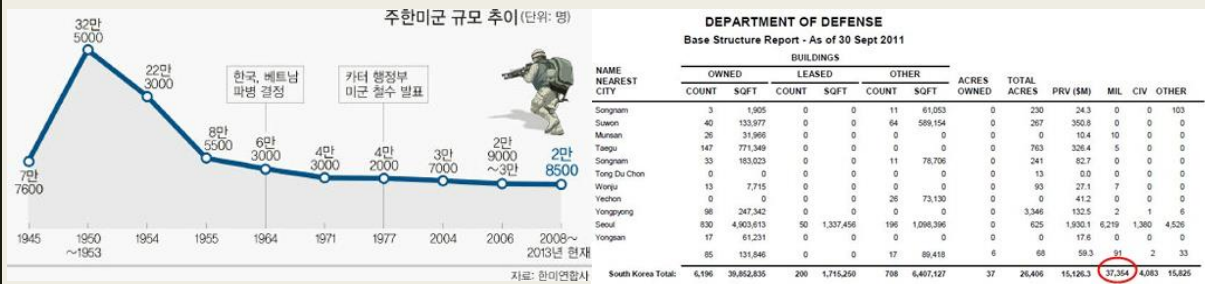 주한미군 규모 추이 (단위: 명)
32만
5000
22만
3000
한국, 베트남
파병 결정
카터 행정부
미군 철수 발표
7만
7600
8만
5500
6만
3000
4만
3000
4만
2000
3만
7000
2만
9000
~3만
2만
8500
1945
1950
~1953
1954
1955
1964
1971
1977
2004
2006
2008~
2013년 현재
자료: 한미연합사
DEPARTMENT OF DEFENSE
Base Structure Report - As of 30 Sept 2011
BUILDINGS
NAME
NEAREST
CITY
OWNED LEASED OTHER
COUNT SQFT COUNT SQFT COUNT SQFT
ACRES
OWNED
TOTAL
ACRES
PRV ($M) MIL CIV OTHER
Songnam 3 1,905 0 0 11 61,053 0 230 24.3 0 0 103
Suwon 40 133,977 0 0 64 589,154 0 267 350.8 0 0 0
Munsan 26 31,966 0 0 0 0 0 0 10.4 10 0 0
Taegu 147 771,349 0 0 0 0 0 763 326.4 5 0 0
Songnam 33 183,023 0 0 11 78,706 0 241 82.7 0 0 0
Tong Du Chon 0 0 0 0 0 0 0 13 0.0 0 0 0
Wonju 13 7,715 0 0 0 0 0 93 27.1 7 0 0
Yechon 0 0 0 0 26 73,130 0 0 41.2 0 0 0
Yongpyong 98 247,342 0 0 0 0 0 3,346 132.5 2 1 6
Seoul 830 4,903,613 50 1,337,456 196 1,098,396 0 625 1,930.1 6,219 1,380 4,526
Yongsan 17 61,231 0 0 0 0 0 0 17.6 0 0 0
85 131,846 0 0 17 89,418 6 68 59.3 91 2 33
South Korea Total: 6,196 39,852,835 200 1,715,250 708 6,407,127 37 26,406 15,126.3 37,354 4,083 15,825